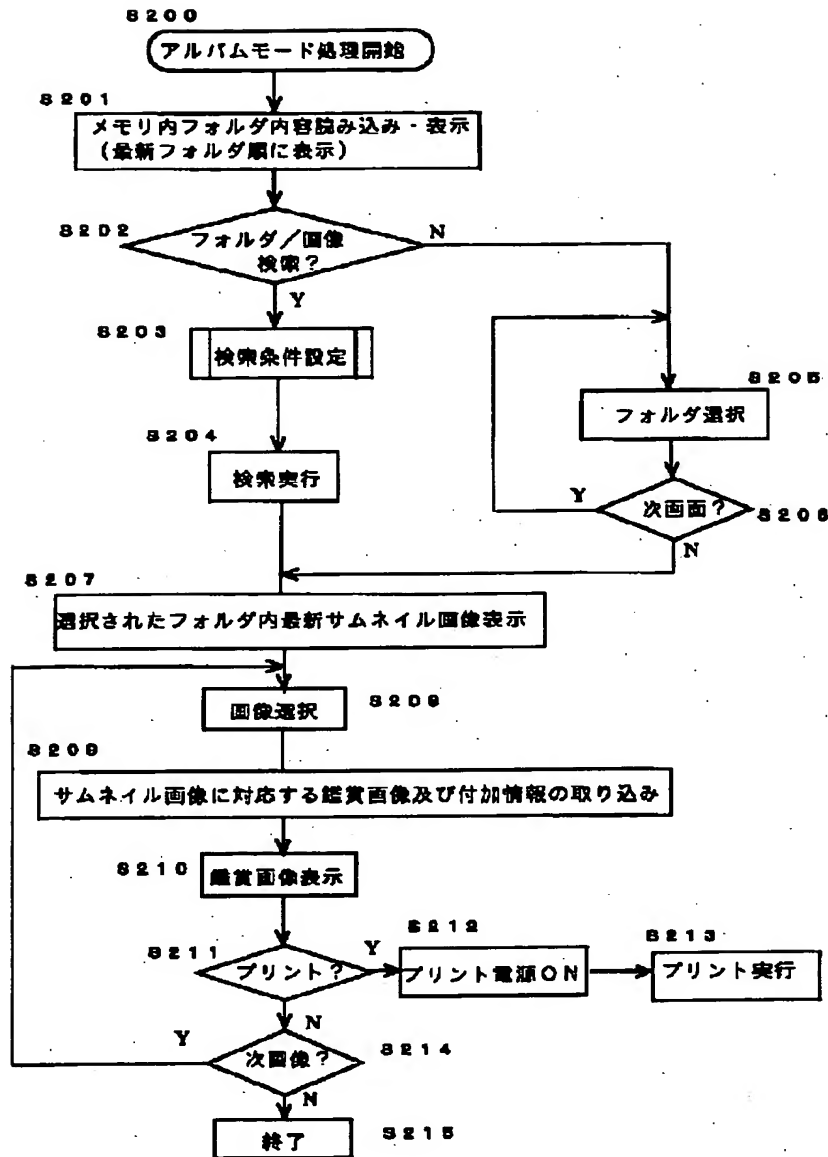 S200
アルバムモード処理開始
S201
メモリ内フォルダ内容読み込み・表示
(最新フォルダ順に表示)
S202
フォルダ/画像
検索?
N
Y
S203
検索条件設定
S205
フォルダ選択
S204
検索実行
Y
次画面?
S206
N
S207
選択されたフォルダ内最新サムネイル画像表示
画像選択
S208
S209
サムネイル画像に対応する鑑賞画像及び付加情報の取り込み
S210
鑑賞画像表示
S211
プリント?
Y
S212
プリント電源ON
S213
プリント実行
N
Y
次画像?
S214
N
終了
S215